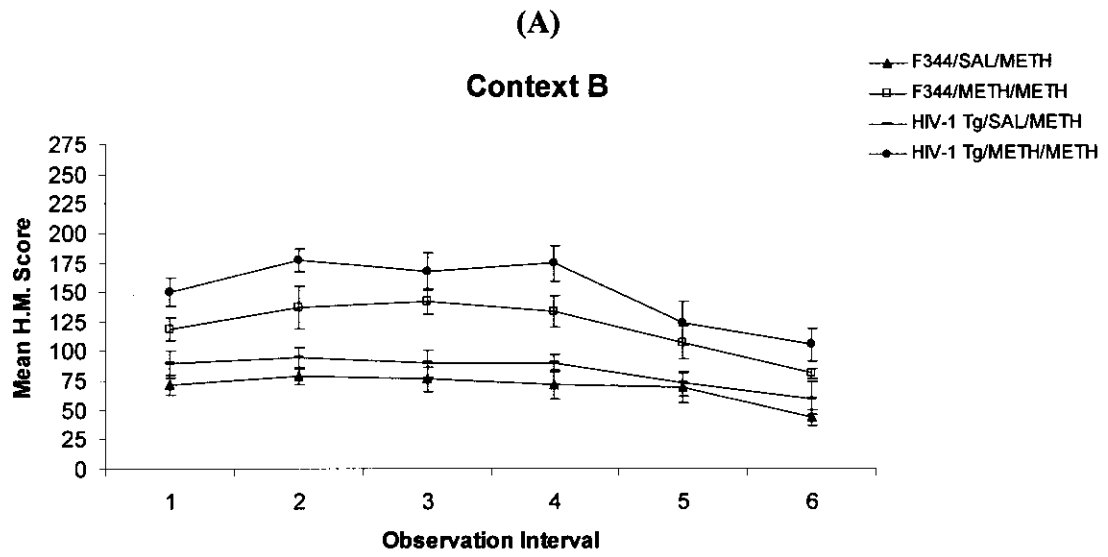 (A)
Context B
F344/SAL/METH
F344/METH/METH
HIV-1 Tg/SAL/METH
HIV-1 Tg/METH/METH
Mean H.M. Score
275
250
225
200
175
150
125
100
75
50
25
0
1 2 3 4 5 6
Observation Interval